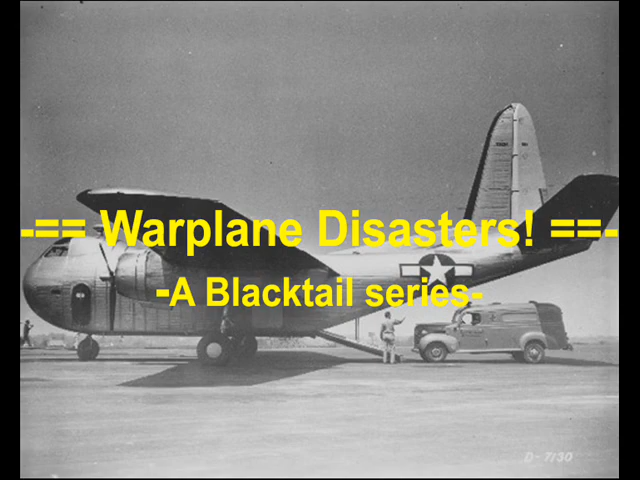 -== Warplane Disasters! ==-
-A Blacktail series-
D-7130